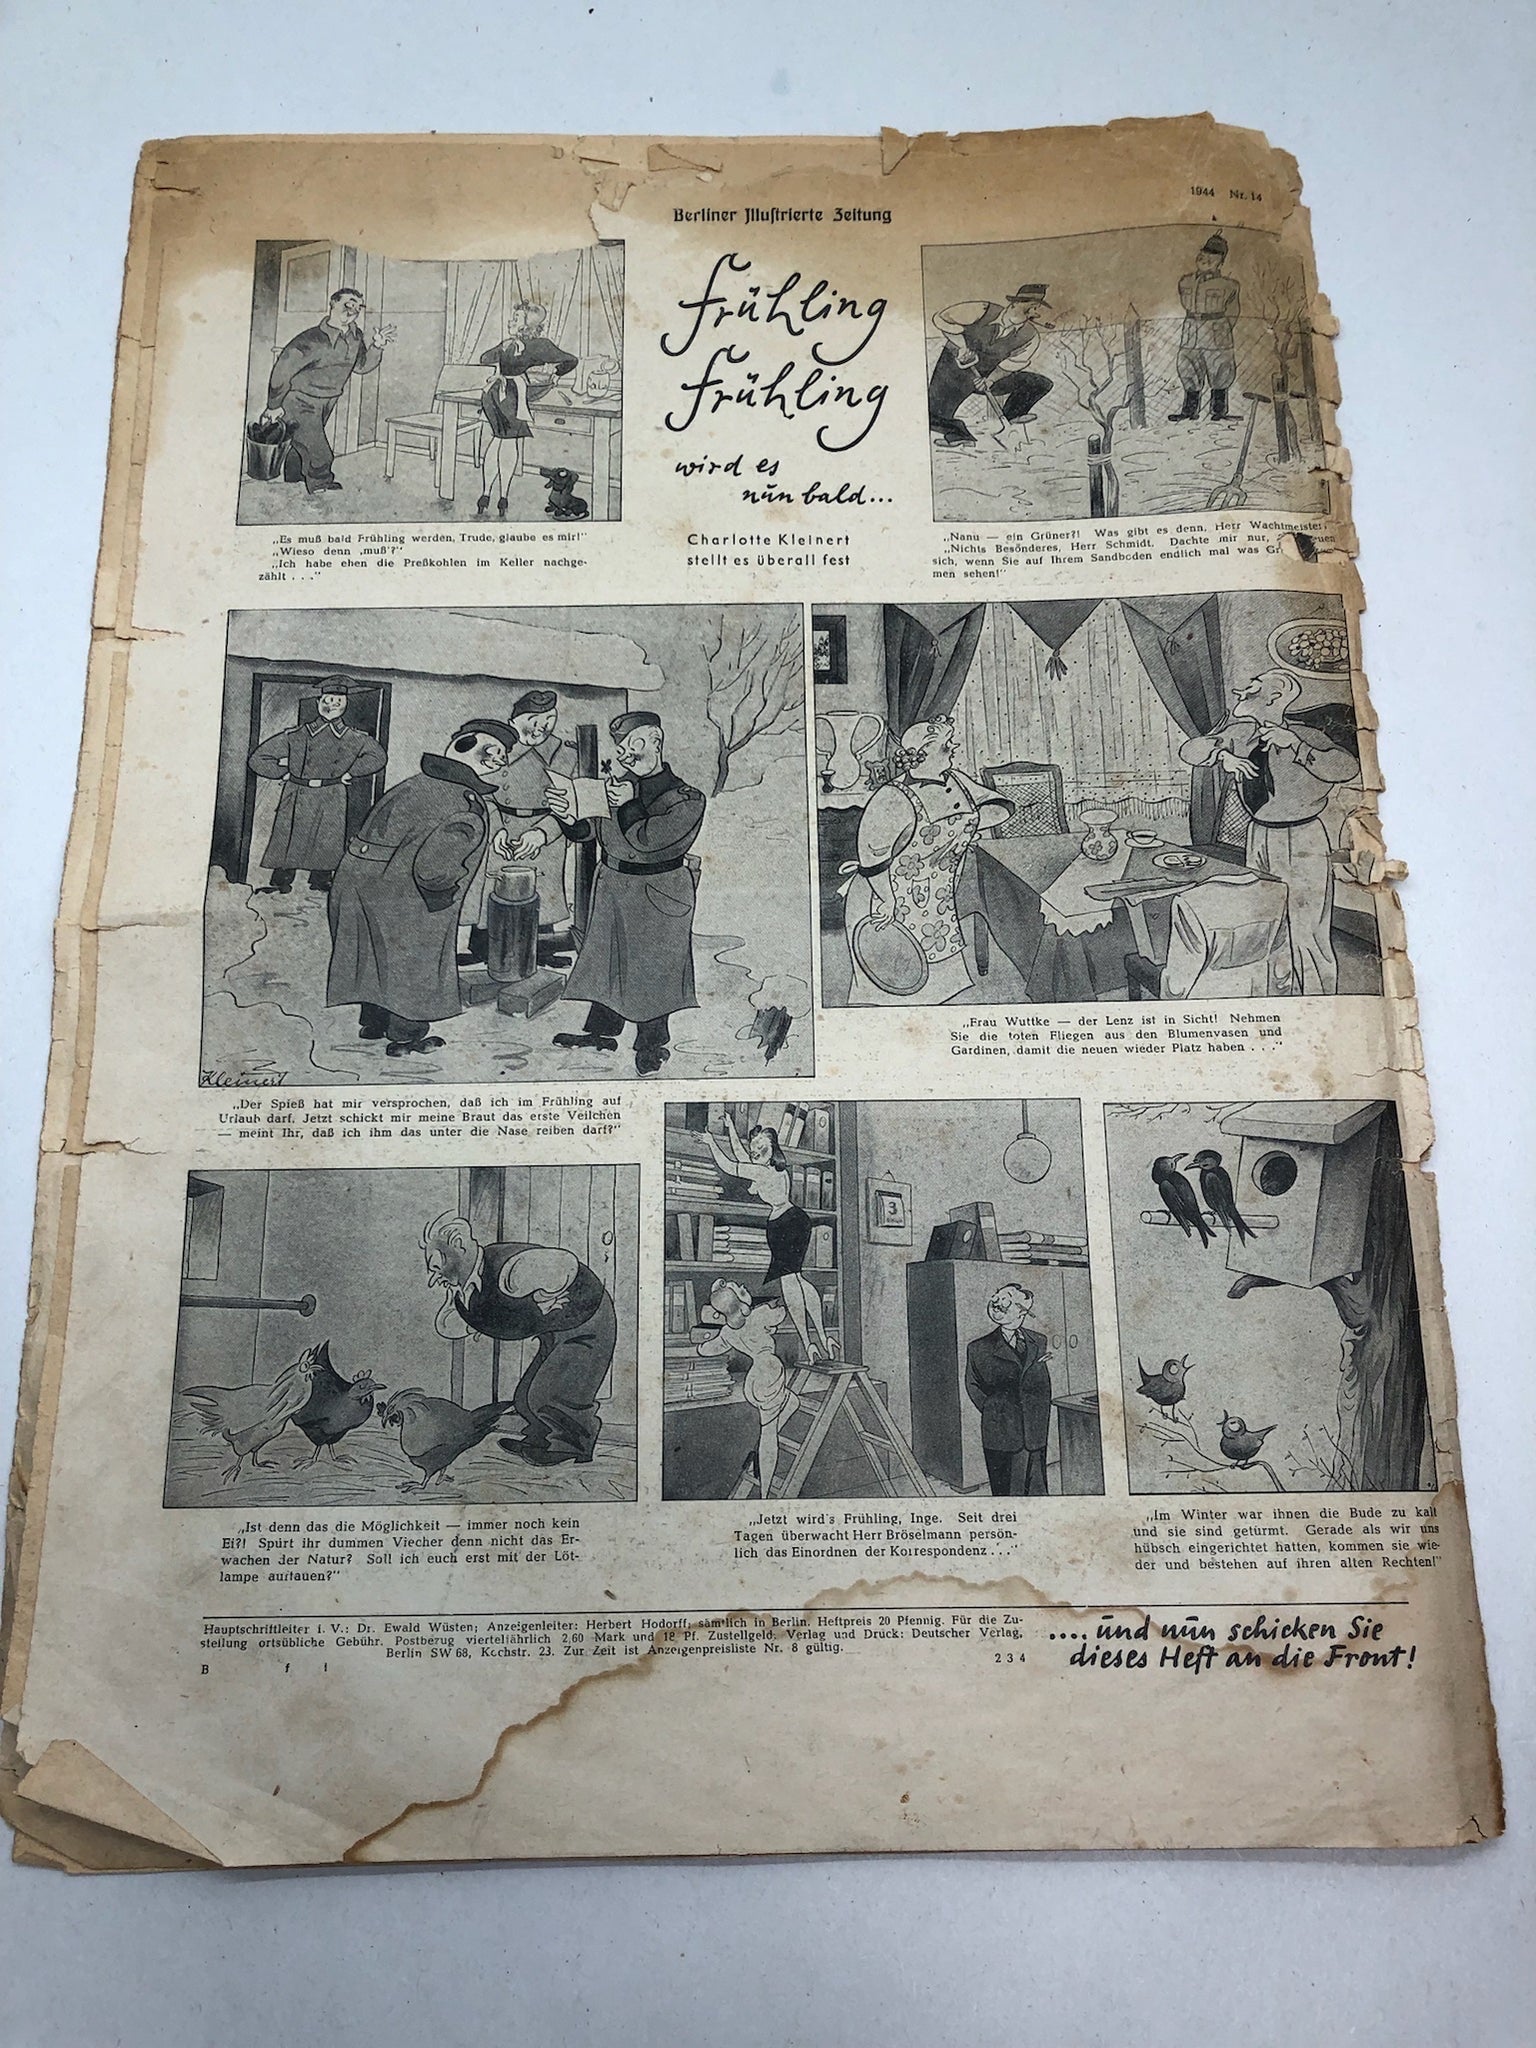 1944 Nr. 14
Berliner Illustrierte Zeitung
Frühling
Frühling
wird es
nun bald...
Charlotte Kleinert
stellt es überall fest
„Es muß bald Frühling werden, Trude, glaube es mir!"
„Wieso denn ‚muß'?"
„Ich habe eben die Preßkohlen im Keller nachge-
zählt . . ."
„Nanu — ein Grüner?! Was gibt es denn, Herr Wachtmeister?
„Nichts Besonderes, Herr Schmidt. Dachte mir nur,
sich, wenn Sie auf Ihrem Sandboden endlich mal was
men sehen!"
Kleinert
„Der Spieß hat mir versprochen, daß ich im Frühling auf
Urlaub darf. Jetzt schickt mir meine Braut das erste Veilchen
— meint Ihr, daß ich ihm das unter die Nase reiben darf?"
„Frau Wuttke — der Lenz ist in Sicht! Nehmen
Sie die toten Fliegen aus den Blumenvasen und
Gardinen, damit die neuen wieder Platz haben . . ."
3
„Ist denn das die Möglichkeit — immer noch kein
Ei?! Spürt ihr dummen Viecher denn nicht das Er-
wachen der Natur? Soll ich euch erst mit der Löt-
lampe auftauen?"
„Jetzt wird's Frühling, Inge. Seit drei
Tagen überwacht Herr Bröselmann persön-
lich das Einordnen der Korrespondenz . . ."
„Im Winter war ihnen die Bude zu kalt
und sie sind getürmt. Gerade als wir uns
hübsch eingerichtet hatten, kommen sie wie-
der und bestehen auf ihren alten Rechten!"
Hauptschriftleiter i. V.: Dr. Ewald Wüsten; Anzeigenleiter: Herbert Hodorff; sämtlich in Berlin. Heftpreis 20 Pfennig. Für die Zu-
stellung ortsübliche Gebühr. Postbezug vierteljährlich 2,60 Mark und 18 Pf. Zustellgeld. Verlag und Druck: Deutscher Verlag,
Berlin SW 68, Kochstr. 23. Zur Zeit ist Anzeigenpreisliste Nr. 8 gültig.
B f i 2 3 4
.... und nun schicken Sie
dieses Heft an die Front!